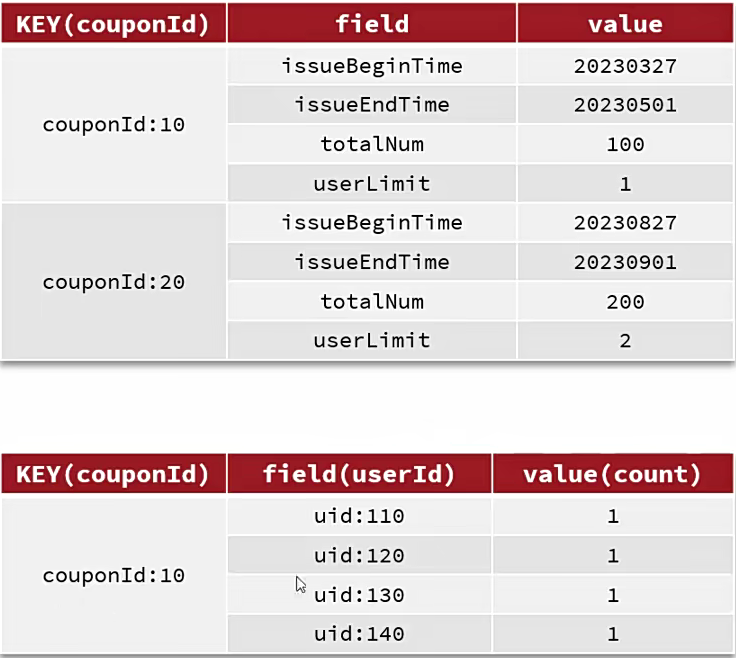 KEY(couponId) field value
issueBeginTime 20230327
issueEndTime 20230501
couponId:10
totalNum 100
userLimit 1
issueBeginTime 20230827
issueEndTime 20230901
couponId:20
totalNum 200
userLimit 2
KEY(couponId) field(userId) value(count)
uid:110 1
uid:120 1
couponId:10
uid:130 1
uid:140 1